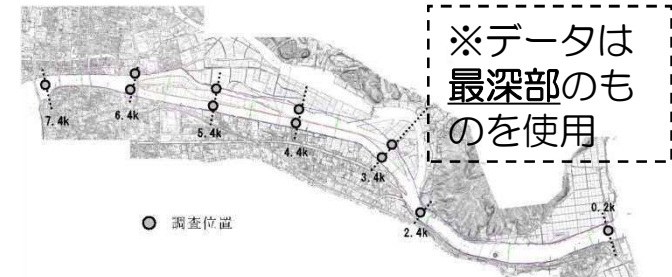 ※データは
最深部のも
のを使用
7.4k
6.4k
5.4k
4.4k
3.4k
2.4k
0.2k
調査位置